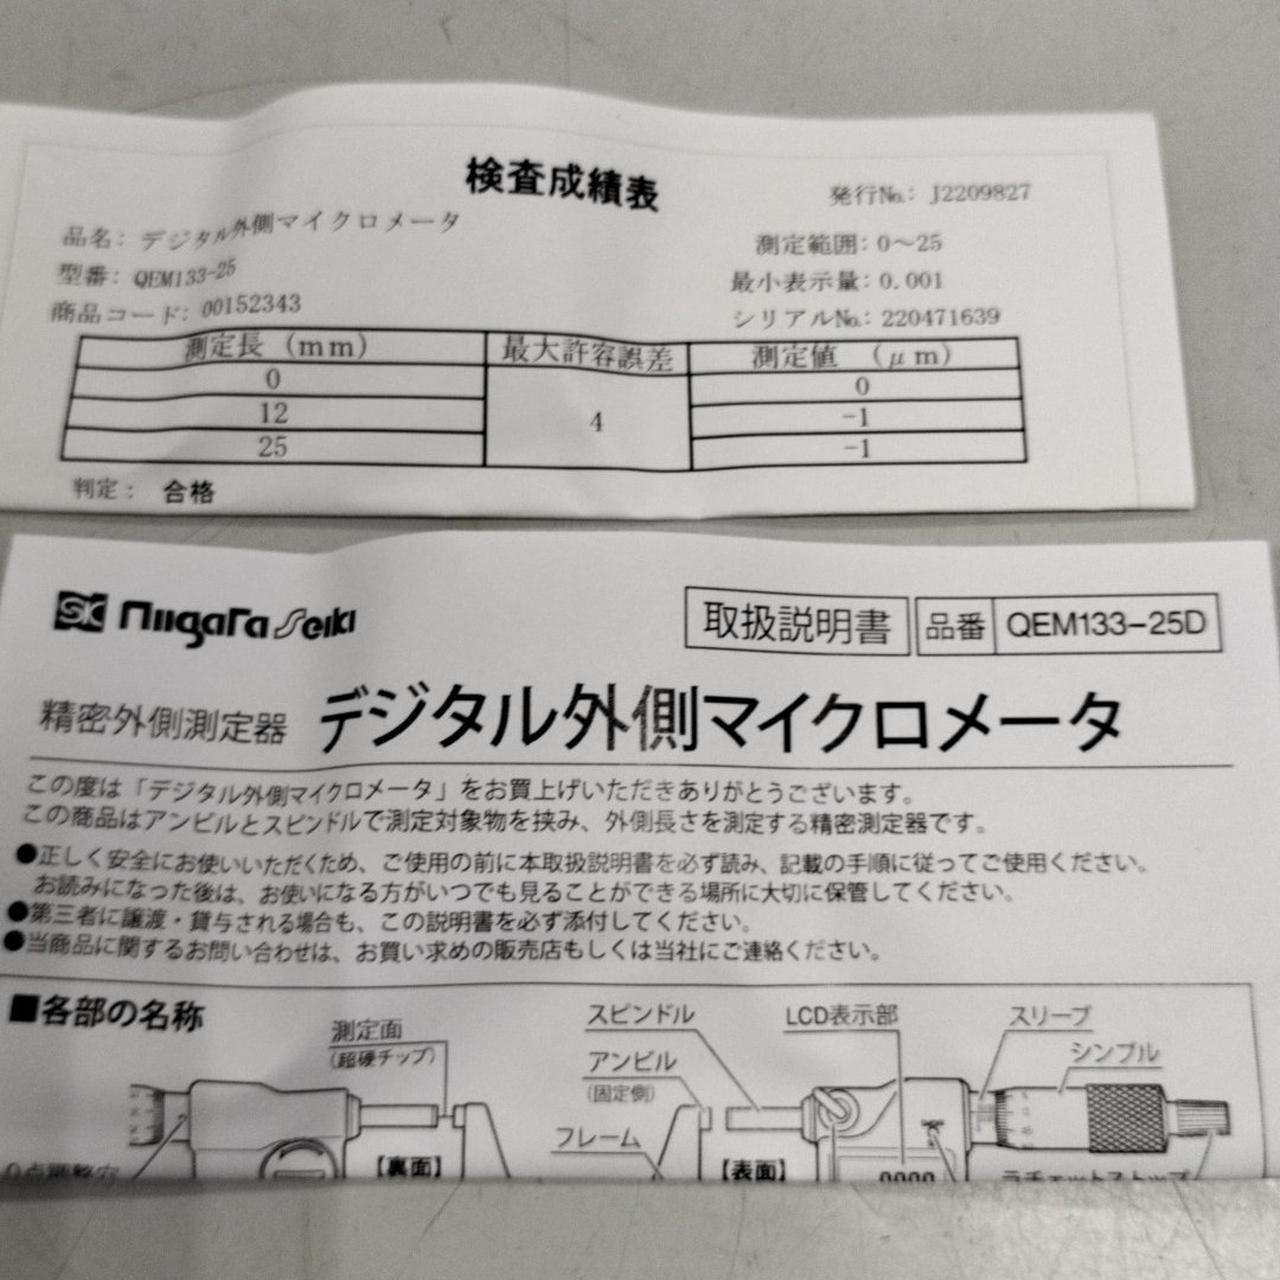 検査成績表
発行No.: J2209827
品名: デジタル外側マイクロメータ
測定範囲: 0～25
型番: QEM133-25
最小表示量: 0.001
商品コード: 00152343
シリアルNo.: 220471639
測定長 (mm) 最大許容誤差 測定値 (μm)
0 4 0
12 -1
25 -1
判定: 合格
SK niigata seiki
取扱説明書 品番 QEM133-25D
精密外側測定器 デジタル外側マイクロメータ
この度は「デジタル外側マイクロメータ」をお買上げいただきありがとうございます。
この商品はアンビルとスピンドルで測定対象物を挟み、外側長さを測定する精密測定器です。
●正しく安全にお使いいただくため、ご使用の前に本取扱説明書を必ず読み、記載の手順に従ってご使用ください。
お読みになった後は、お使いになる方がいつでも見ることができる場所に大切に保管してください。
●第三者に譲渡・貸与される場合も、この説明書を必ず添付してください。
●当商品に関するお問い合わせは、お買い求めの販売店もしくは当社にご連絡ください。
■各部の名称
測定面
(超硬チップ)
スピンドル
LCD表示部
スリーブ
アンビル
(固定側)
シンブル
フレーム
0点調整穴
【裏面】
【表面】
ラチェットストップ